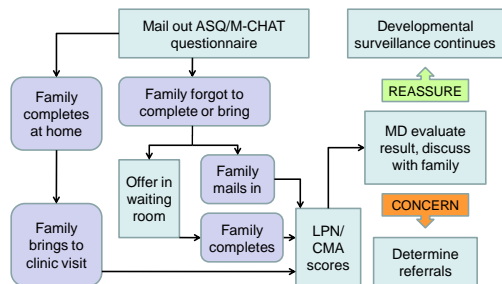 Mail out ASQ/M-CHAT
questionnaire
Developmental
surveillance continues
Family
completes
at home
Family forgot to
complete or bring
REASSURE
MD evaluate
result, discuss
with family
Offer in
waiting
room
Family
mails in
CONCERN
Family
brings to
clinic visit
Family
completes
LPN/
CMA
scores
Determine
referrals